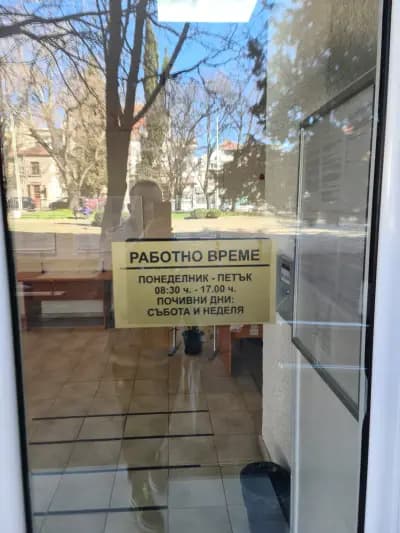 РАБОТНО ВРЕМЕ
ПОНЕДЕЛНИК - ПЕТЪК
08:30 ч. - 17.00 ч.
ПОЧИВНИ ДНИ:
СЪБОТА И НЕДЕЛЯ